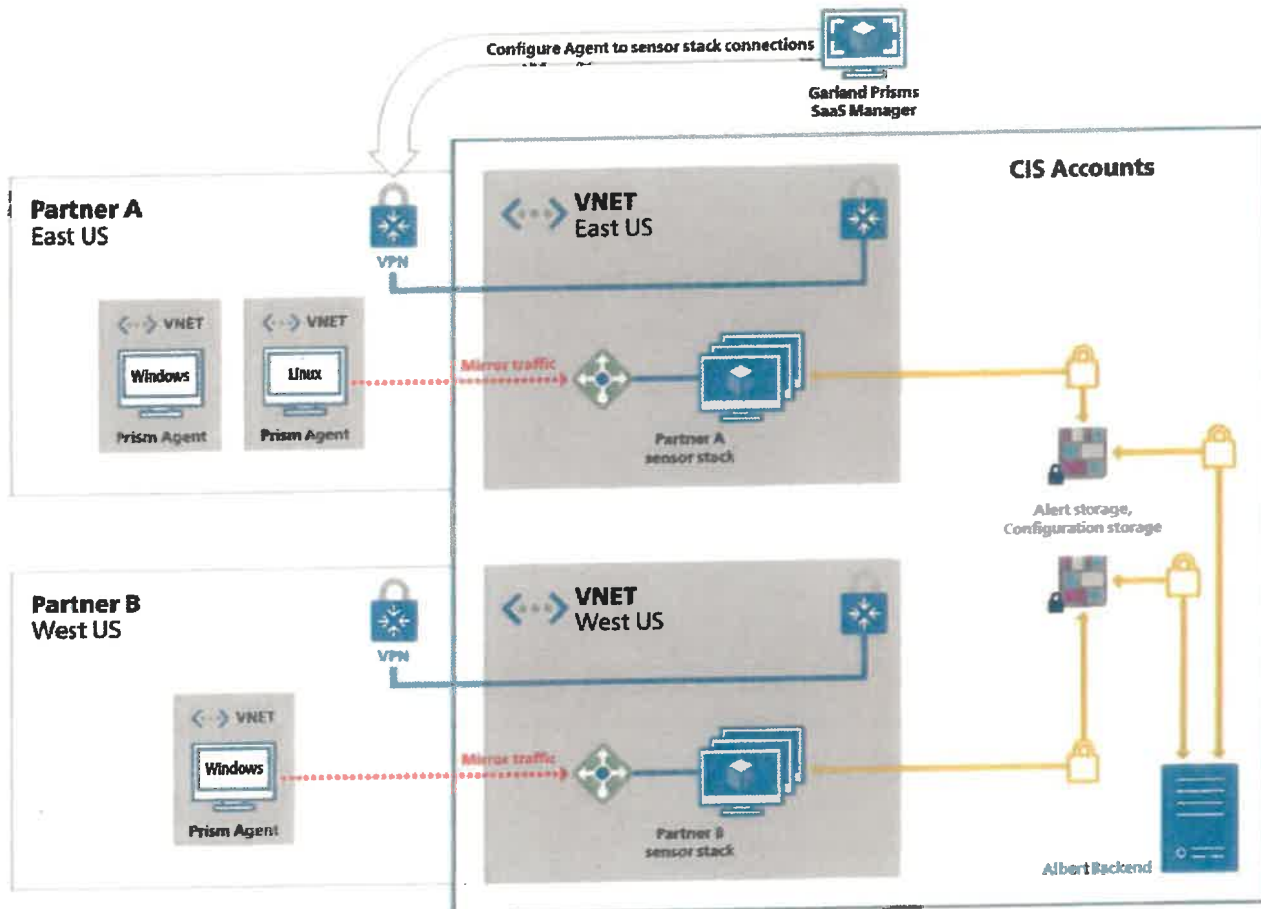 Configure Agent to sensor stack connections
Garland Prisms
SaaS Manager
CIS Accounts
Partner A
East US
VPN
VNET
East US
VNET
Windows
Prism Agent
VNET
Linux
Prism Agent
Mirror traffic
Partner A
sensor stack
Alert storage,
Configuration storage
Partner B
West US
VPN
VNET
West US
VNET
Windows
Prism Agent
Mirror traffic
Partner B
sensor stack
Albert Backend